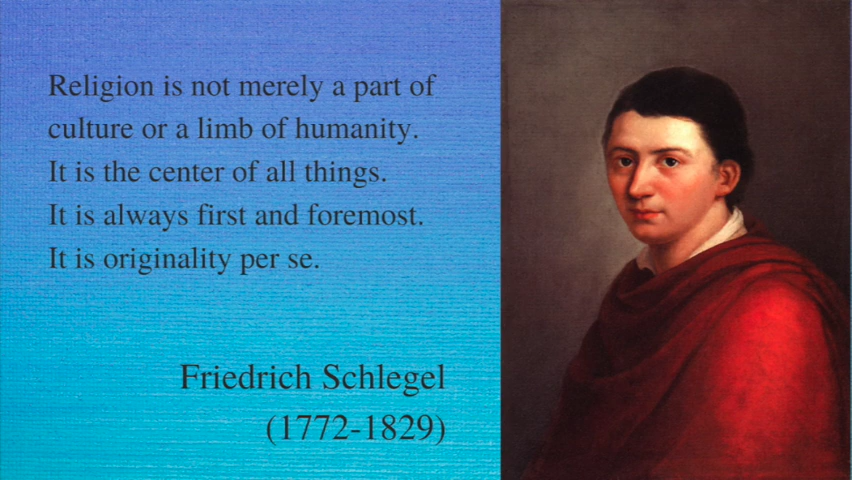 Religion is not merely a part of
culture or a limb of humanity.
It is the center of all things.
It is always first and foremost.
It is originality per se.
Friedrich Schlegel
(1772-1829)